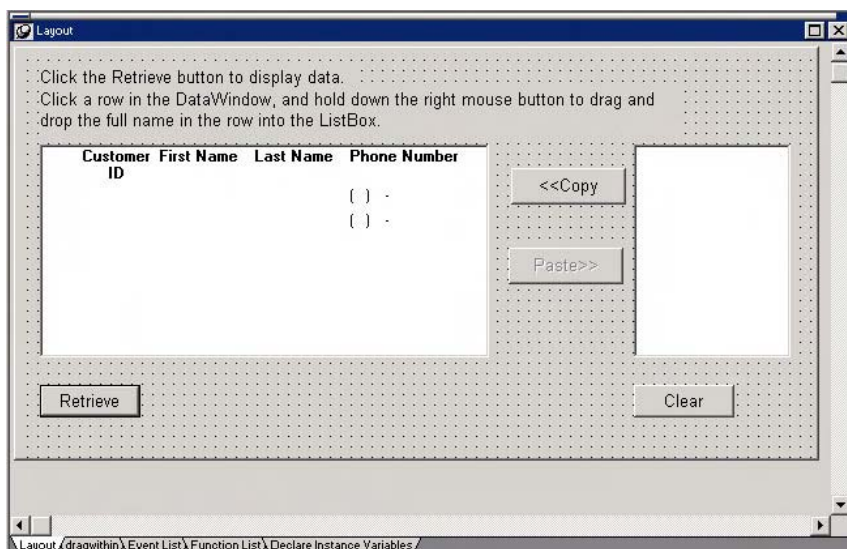 Layout
Click the Retrieve button to display data.
Click a row in the DataWindow, and hold down the right mouse button to drag and
drop the full name in the row into the ListBox.
Customer First Name Last Name Phone Number
ID
( ) -
( ) -
<<Copy
Paste>>
Retrieve
Clear
Layout dragwithin Event List Function List Declare Instance Variables